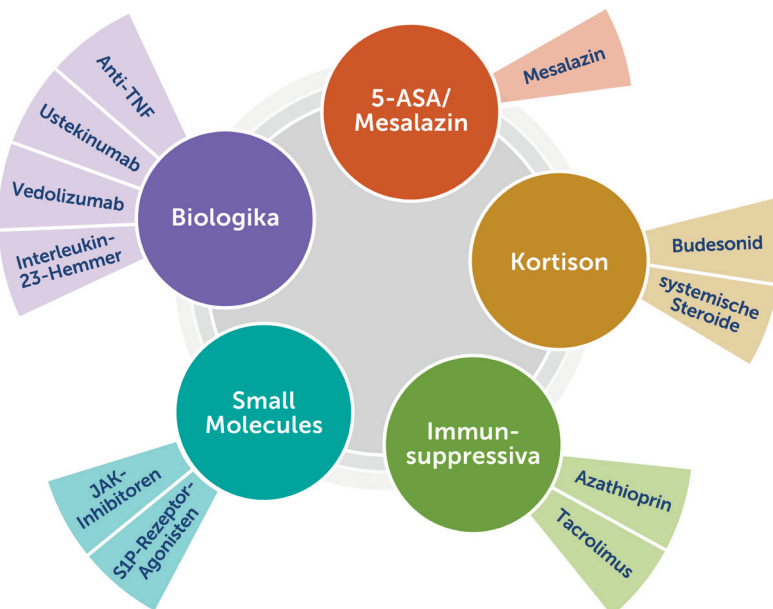 5-ASA/
Mesalazin
Mesalazin
Kortison
Budesonid
systemische
Steroide
Immun-
suppressiva
Azathioprin
Tacrolimus
Small
Molecules
JAK-
Inhibitoren
S1P-Rezeptor-
Agonisten
Biologika
Anti-TNF
Ustekinumab
Vedolizumab
Interleukin-
23-Hemmer